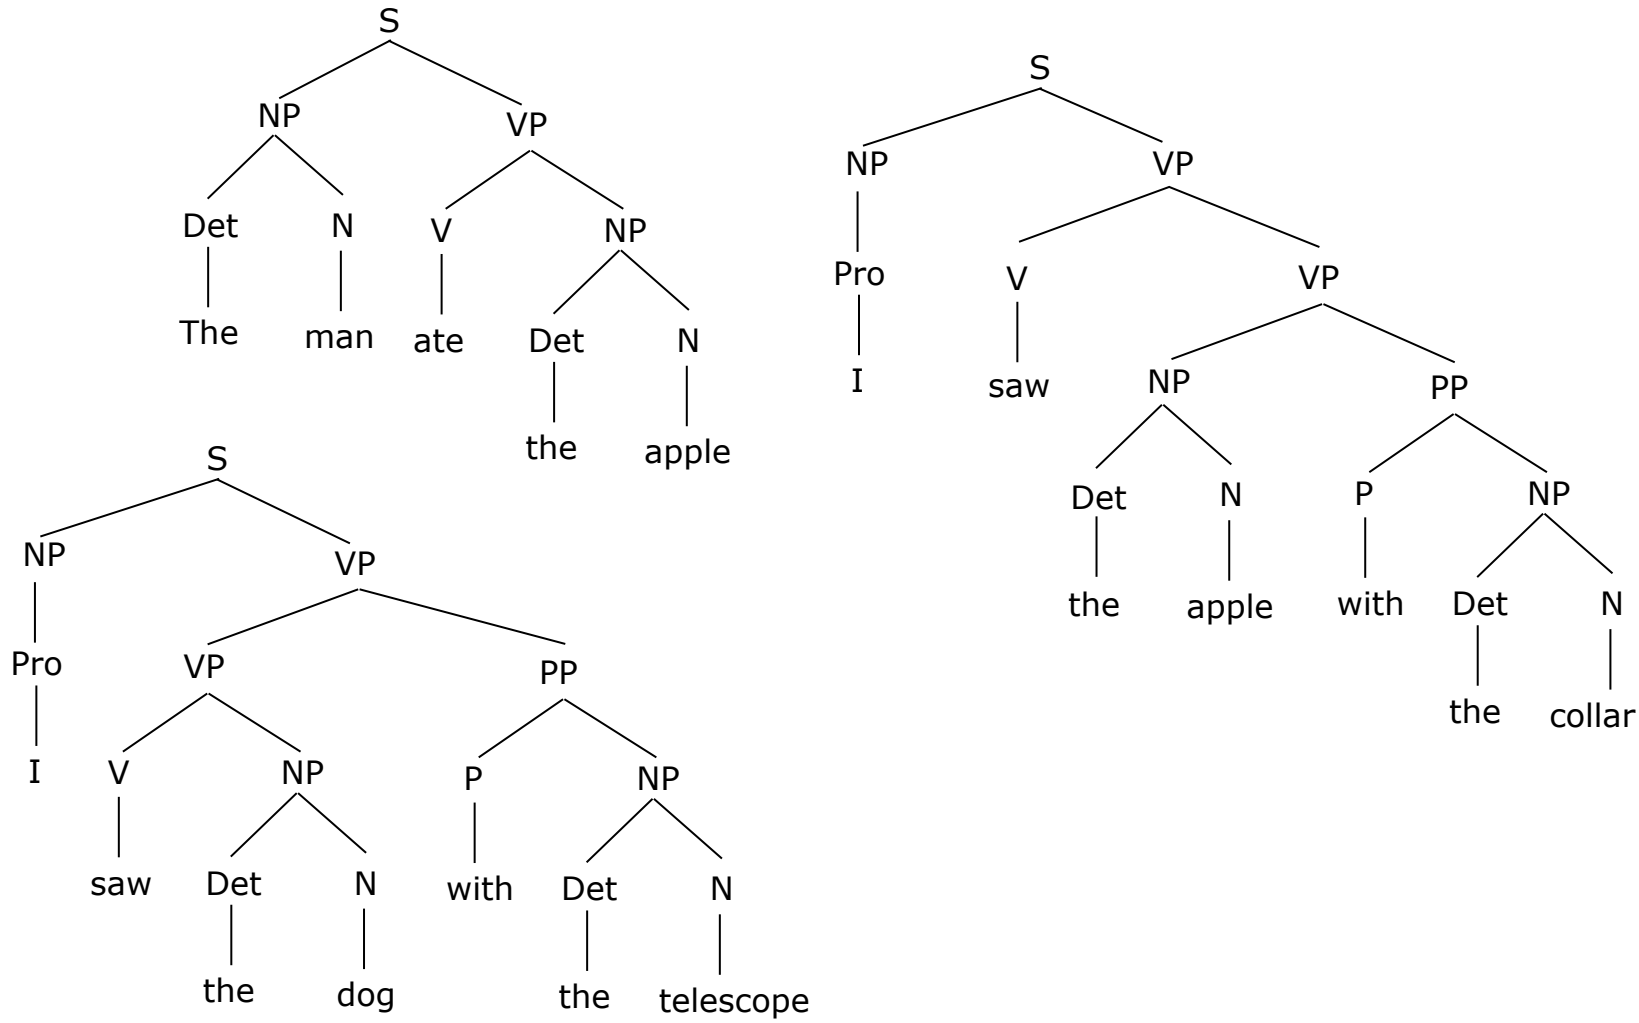 S
NP VP
Det N V NP
The man ate Det N
the apple
S
NP VP
Pro V VP
I saw NP PP
Det N P NP
the apple with Det N
the collar
S
NP VP
Pro VP PP
I V NP P NP
saw Det N with Det N
the dog the telescope